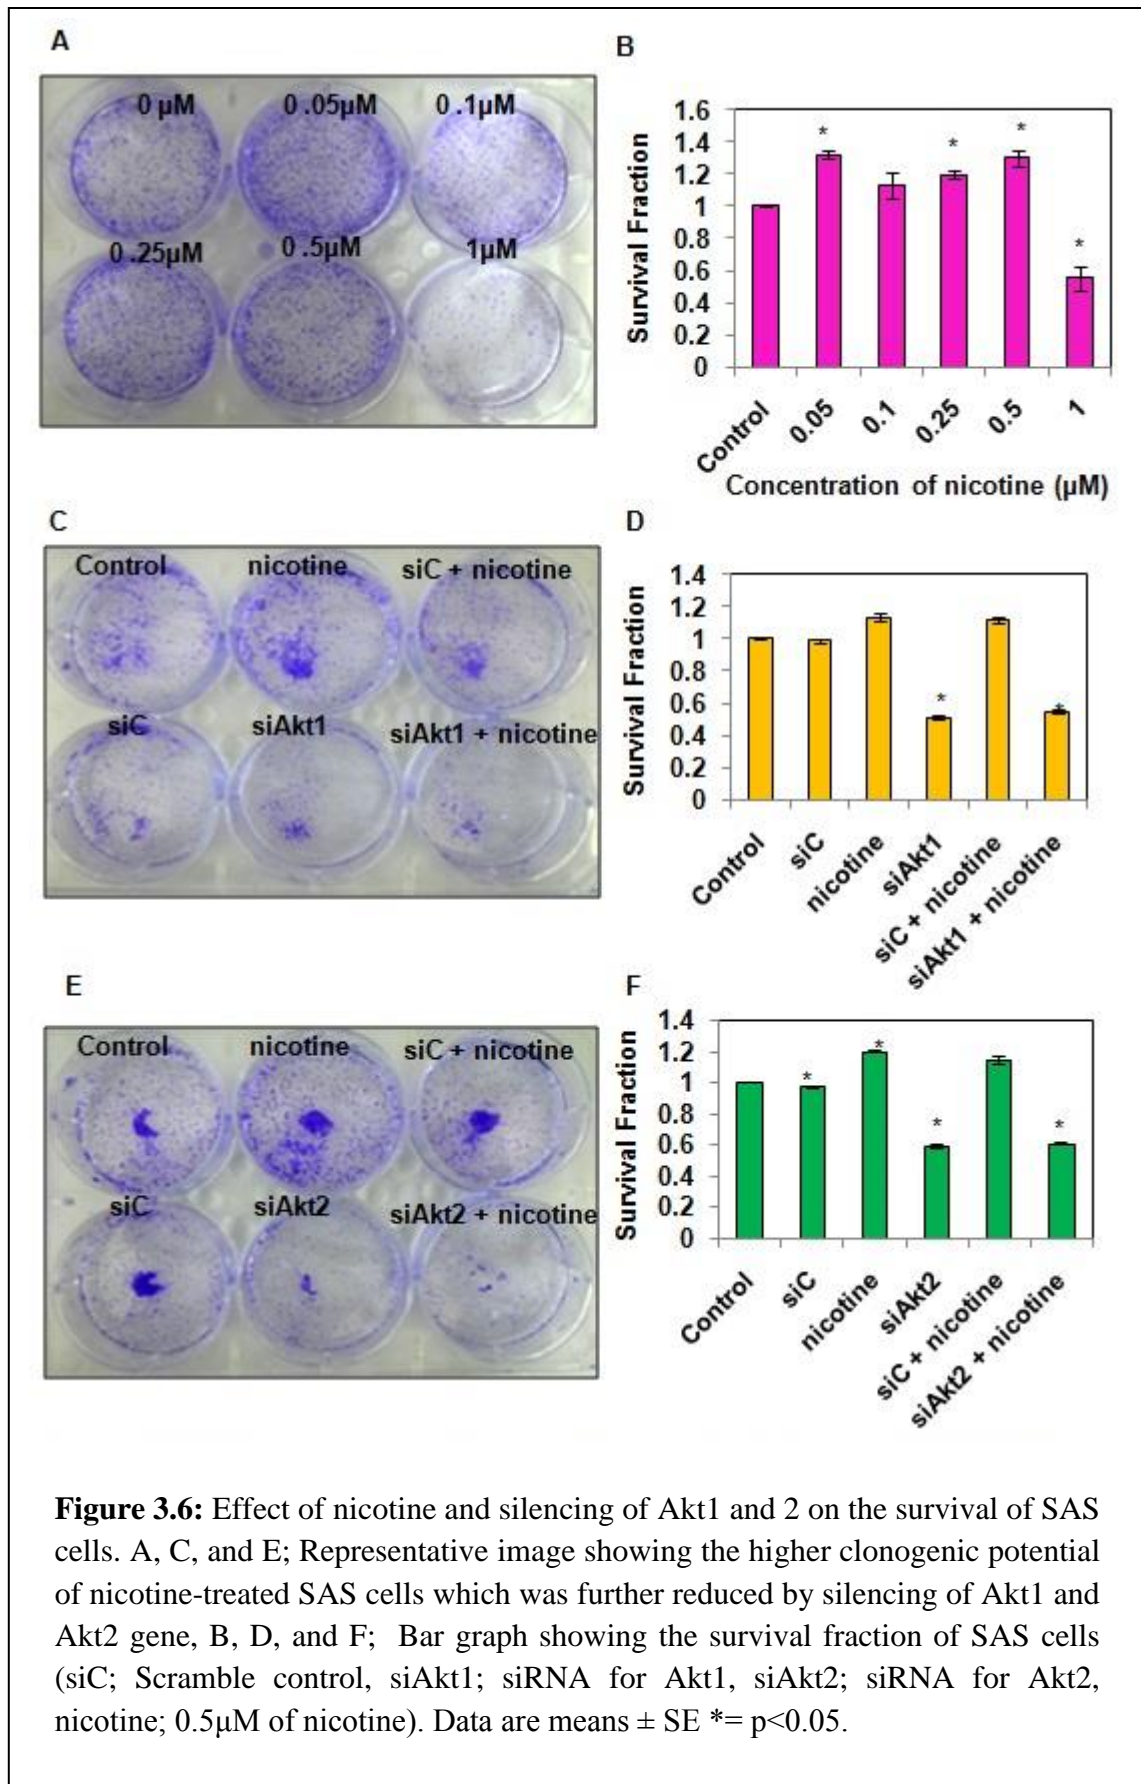 A
0 µM
0 .05µM
0 .1µM
0 .25µM
0 .5µM
1µM
B
Survival Fraction
1.6
1.4
1.2
1
0.8
0.6
0.4
0.2
0
*
*
*
*
Control
0.05
0.1
0.25
0.5
1
Concentration of nicotine (µM)
C
Control
nicotine
siC + nicotine
siC
siAkt1
siAkt1 + nicotine
D
Survival Fraction
1.4
1.2
1
0.8
0.6
0.4
0.2
0
*
*
Control
siC
nicotine
siAkt1
siC + nicotine
siAkt1 + nicotine
E
Control
nicotine
siC + nicotine
siC
siAkt2
siAkt2 + nicotine
F
Survival Fraction
1.4
1.2
1
0.8
0.6
0.4
0.2
0
*
*
*
*
Control
siC
nicotine
siAkt2
siC + nicotine
siAkt2 + nicotine
Figure 3.6: Effect of nicotine and silencing of Akt1 and 2 on the survival of SAS
cells. A, C, and E; Representative image showing the higher clonogenic potential
of nicotine-treated SAS cells which was further reduced by silencing of Akt1 and
Akt2 gene, B, D, and F; Bar graph showing the survival fraction of SAS cells
(siC; Scramble control, siAkt1; siRNA for Akt1, siAkt2; siRNA for Akt2,
nicotine; 0.5µM of nicotine). Data are means ± SE *= p<0.05.